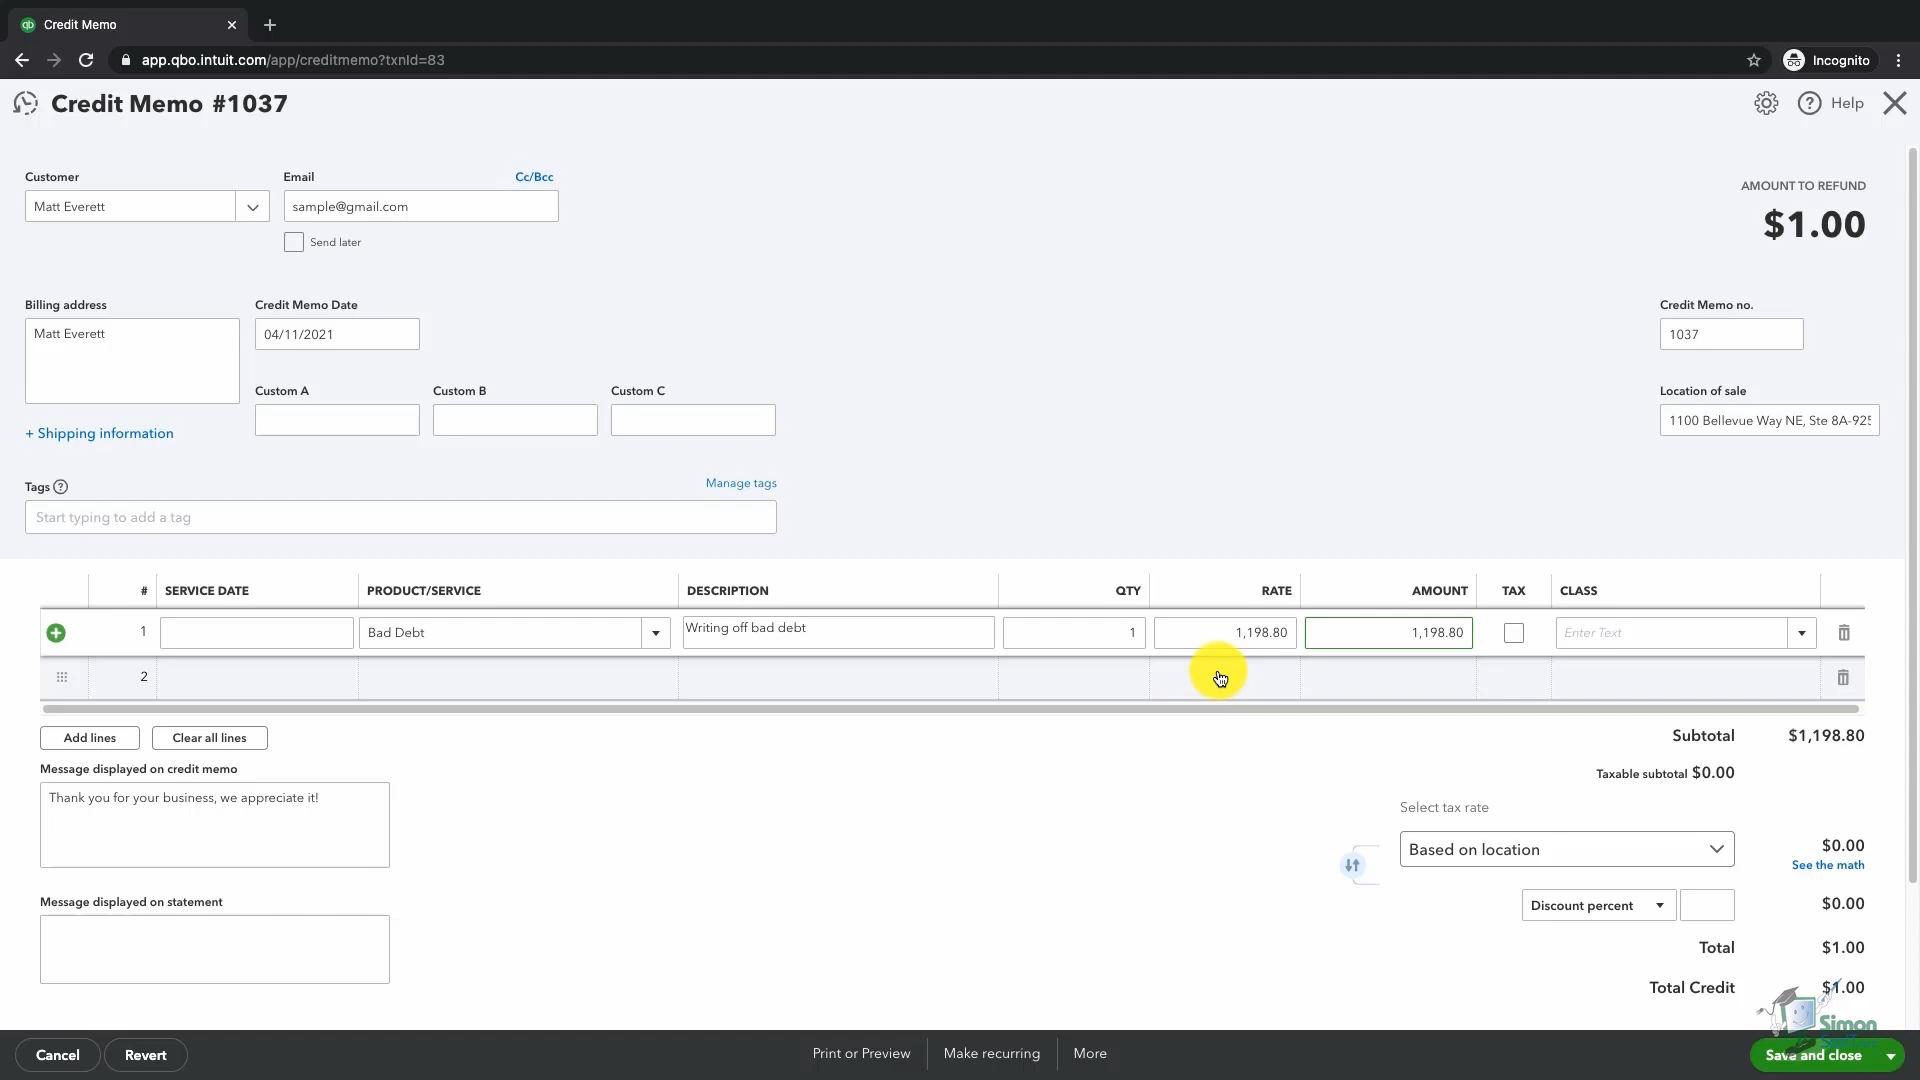 Credit Memo
app.qbo.intuit.com/app/creditmemo?txnId=83
Incognito
Credit Memo #1037
Help
Customer
Email
Cc/Bcc
Matt Everett
sample@gmail.com
Send later
AMOUNT TO REFUND
$1.00
Billing address
Matt Everett
Credit Memo Date
04/11/2021
Credit Memo no.
1037
Custom A
Custom B
Custom C
Location of sale
1100 Bellevue Way NE, Ste 8A-925
+ Shipping information
Tags
Manage tags
Start typing to add a tag
# SERVICE DATE PRODUCT/SERVICE DESCRIPTION QTY RATE AMOUNT TAX CLASS
1 Bad Debt Writing off bad debt 1 1,198.80 1,198.80 Enter Text
2
Add lines
Clear all lines
Subtotal $1,198.80
Message displayed on credit memo
Thank you for your business, we appreciate it!
Taxable subtotal $0.00
Select tax rate
Based on location
$0.00
See the math
Message displayed on statement
Discount percent
$0.00
Total $1.00
Total Credit $1.00
Simon
Cancel
Revert
Print or Preview
Make recurring
More
Save and close